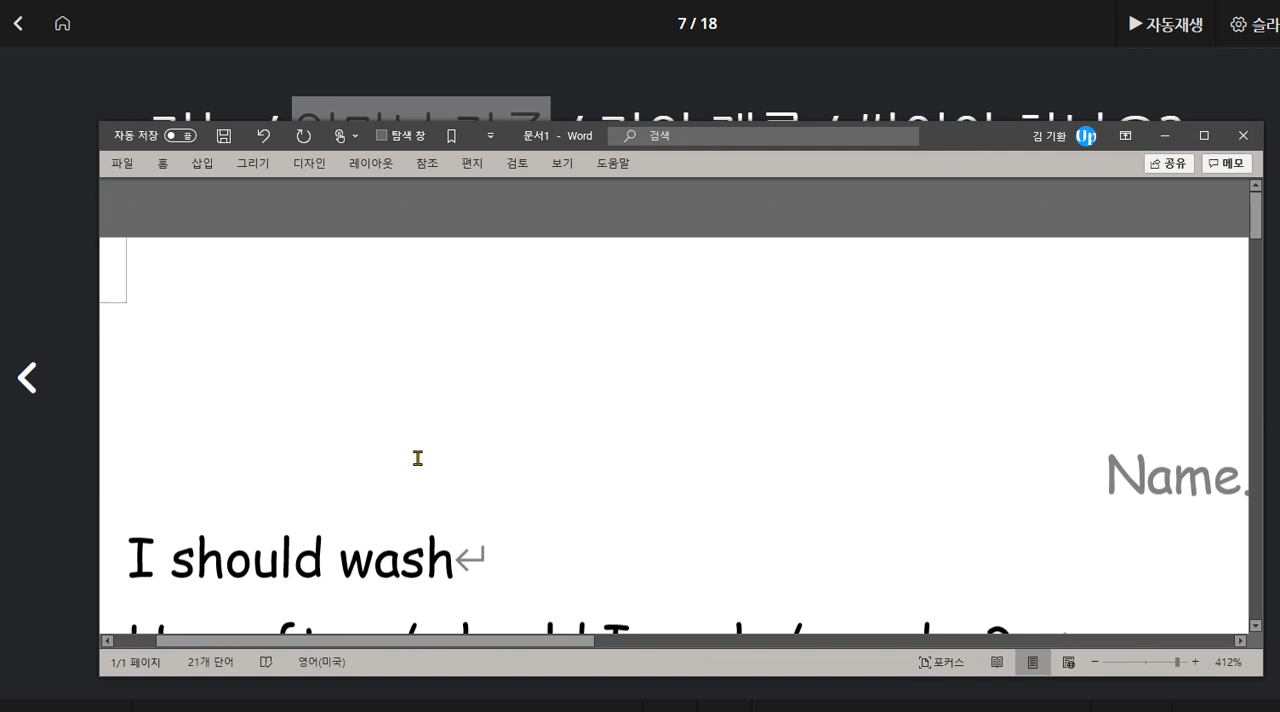 7 / 18
자동재생
슬라
자동 저장
끔
탐색 창
문서1 - Word
검색
김 기환
Up
파일 홈 삽입 그리기 디자인 레이아웃 참조 편지 검토 보기 도움말
공유
메모
Name.
I should wash↵
1/1 페이지
21개 단어
영어(미국)
포커스
412%